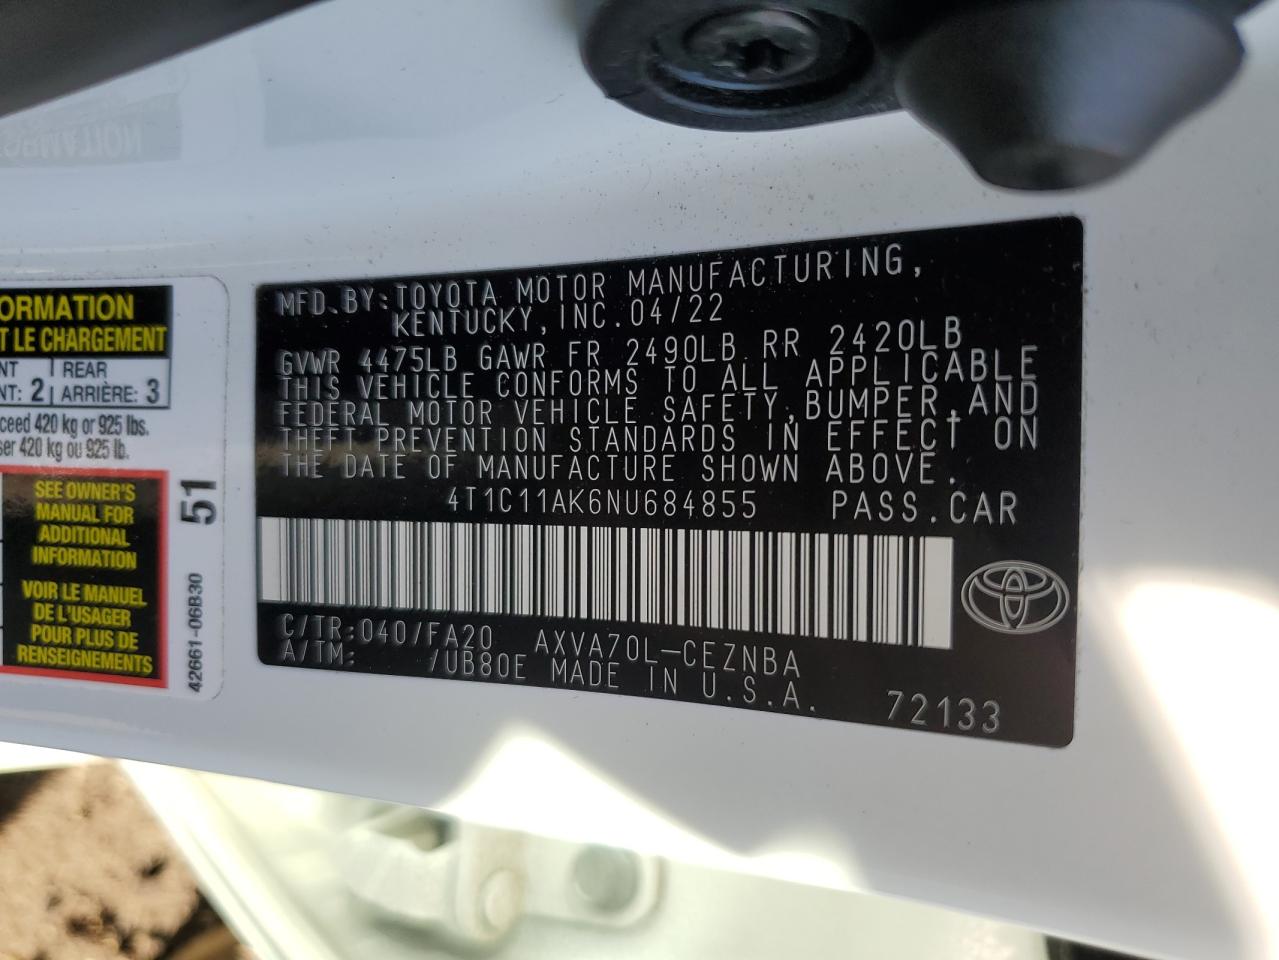 MFD.BY:TOYOTA MOTOR MANUFACTURING,
KENTUCKY,INC.04/22
GVWR 4475LB GAWR FR 2490LB RR 2420LB
THIS VEHICLE CONFORMS TO ALL APPLICABLE
FEDERAL MOTOR VEHICLE SAFETY,BUMPER,AND
THEFT PREVENTION STANDARDS IN EFFECT ON
THE DATE OF MANUFACTURE SHOWN ABOVE.
4T1C11AK6NU684855 PASS.CAR
C/TR:040/FA20 AXVA70L-CEZNBA
A/TM: /UB80E MADE IN U.S.A.
72133
ORMATION
T LE CHARGEMENT
NT REAR
NT: 2 ARRIÈRE: 3
ceed 420 kg or 925 lbs.
ser 420 kg ou 925 lb.
SEE OWNER'S
MANUAL FOR
ADDITIONAL
INFORMATION
VOIR LE MANUEL
DE L'USAGER
POUR PLUS DE
RENSEIGNEMENTS
51
42661-06B30